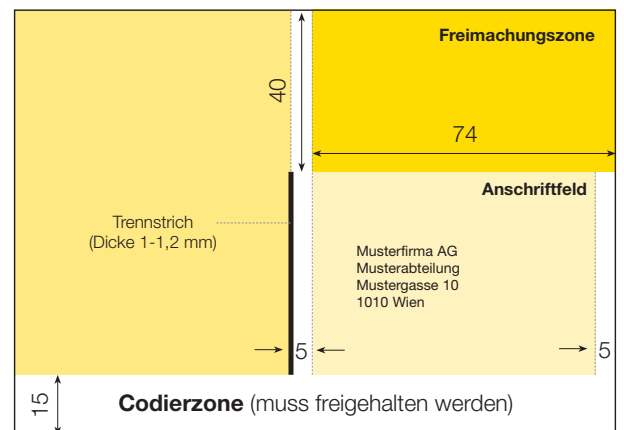 Freimachungszone
40
74
Anschriftfeld
Trennstrich
(Dicke 1-1,2 mm)
Musterfirma AG
Musterabteilung
Mustergasse 10
1010 Wien
5
5
15
Codierzone (muss freigehalten werden)